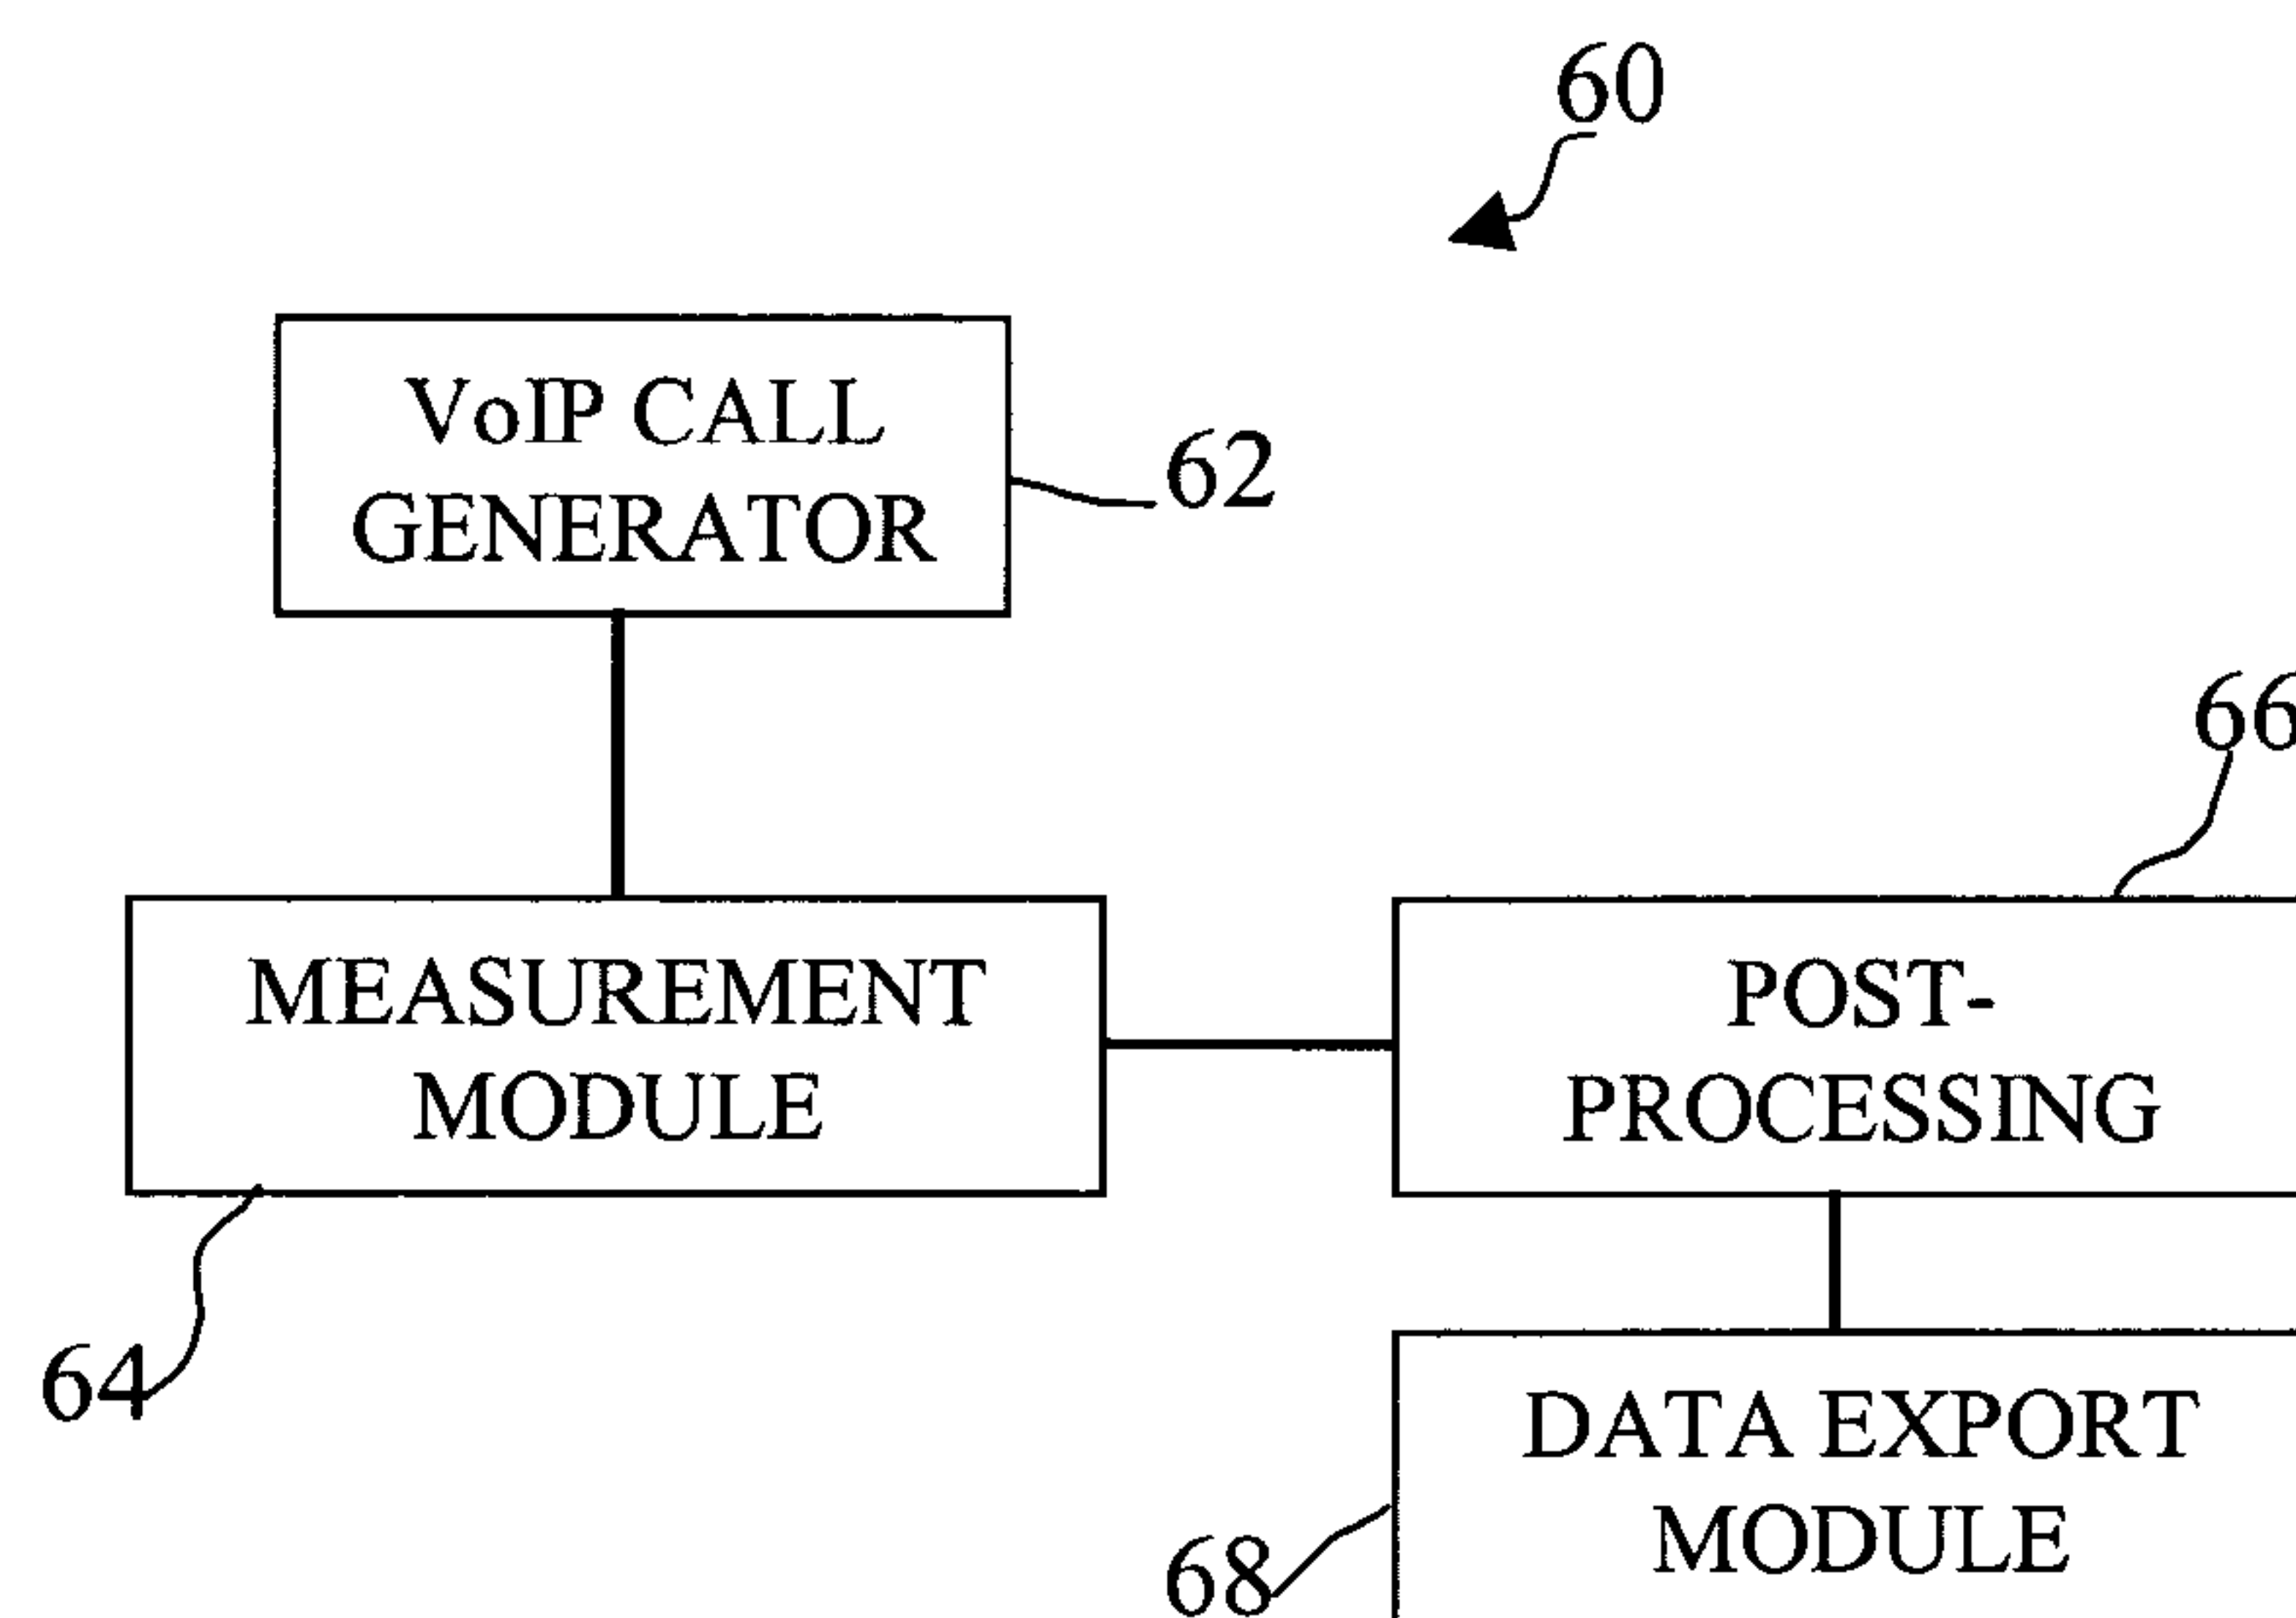 60
VoIP CALL
GENERATOR
62
66
MEASUREMENT
MODULE
POST-
PROCESSING
64
DATA EXPORT
MODULE
68